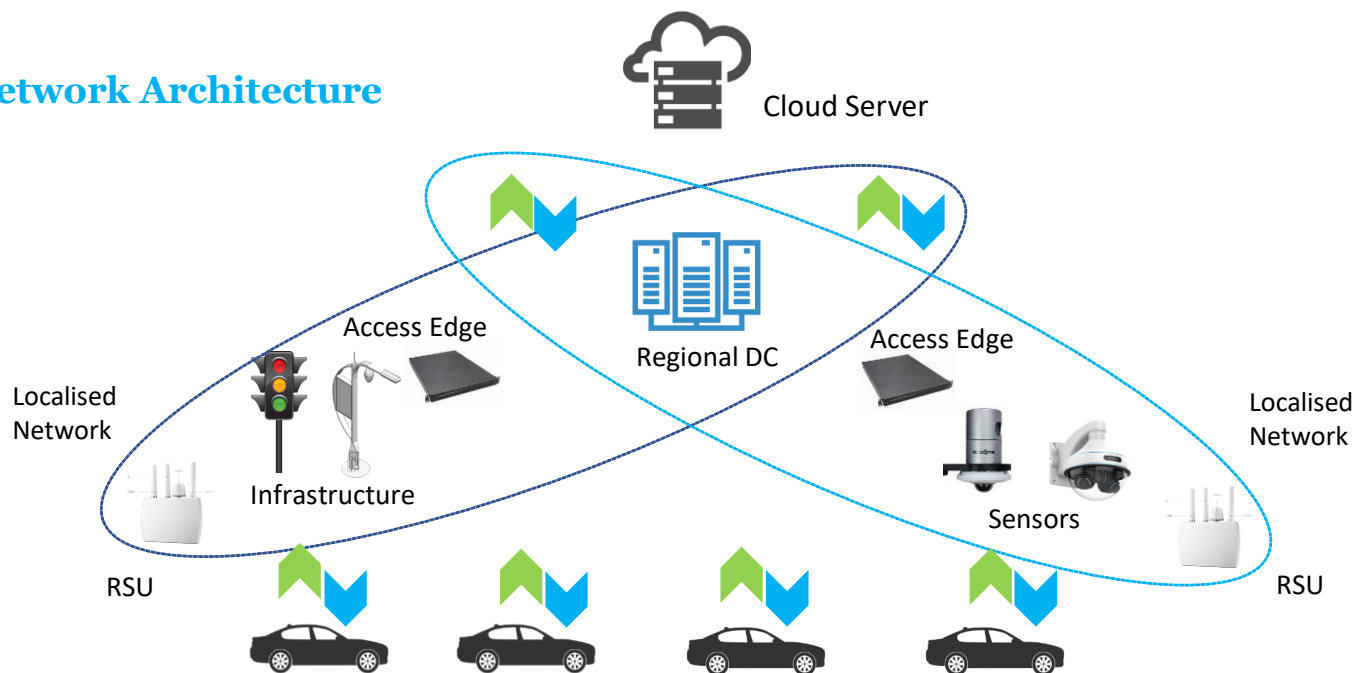 etwork Architecture
Cloud Server
Access Edge
Regional DC
Access Edge
Localised
Network
Localised
Network
Infrastructure
Sensors
RSU
RSU